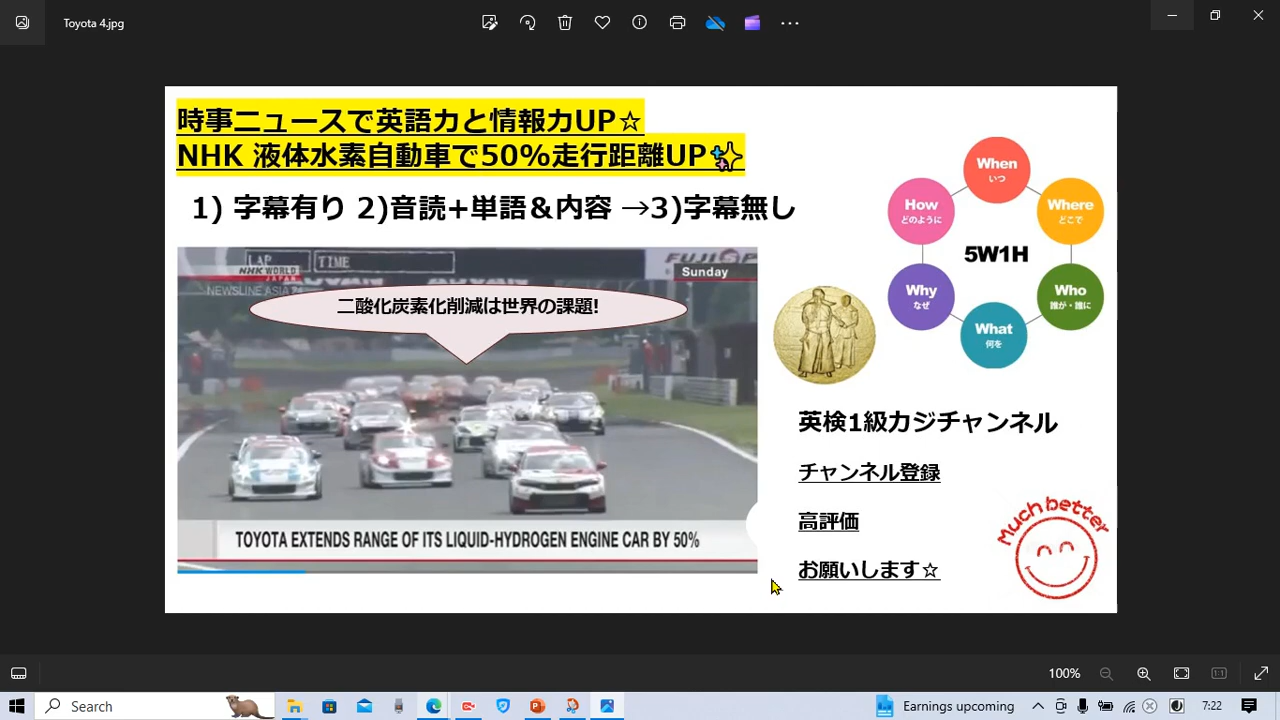 Toyota 4.jpg
時事ニュースで英語力と情報力UP☆
NHK 液体水素自動車で50%走行距離UP✨
1) 字幕有り 2)音読+単語＆内容 →3)字幕無し
LAP TIME
NHK WORLD
JAPAN
NEWSLINE ASIA 24
Sunday
二酸化炭素化削減は世界の課題!
TOYOTA EXTENDS RANGE OF ITS LIQUID-HYDROGEN ENGINE CAR BY 50%
When
いつ
How
どのように
Where
どこで
5W1H
Why
なぜ
Who
誰が・誰に
What
何を
英検1級カジチャンネル
チャンネル登録
高評価
お願いします☆
Much better
100%
Search
Earnings upcoming
7:22